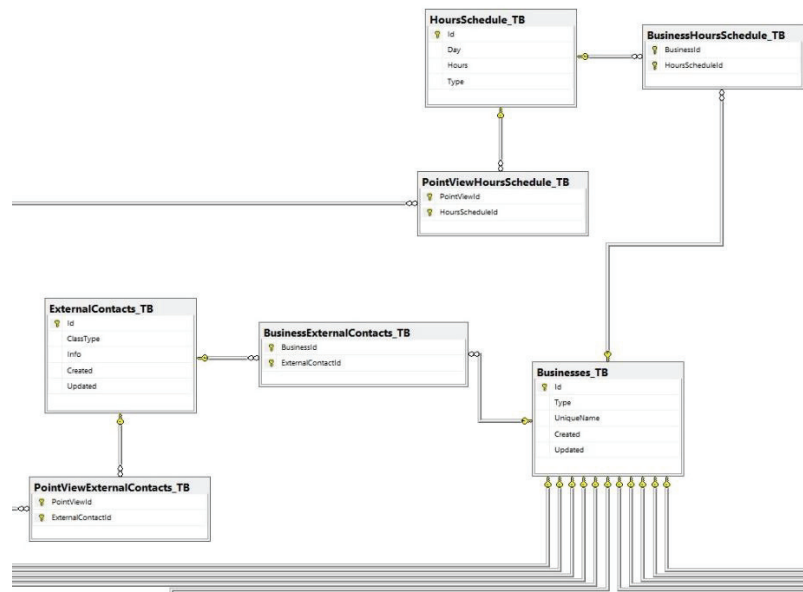 HoursSchedule_TB
Id
Day
Hours
Type
BusinessHoursSchedule_TB
BusinessId
HoursScheduleId
PointViewHoursSchedule_TB
PointViewId
HoursScheduleId
ExternalContacts_TB
Id
ClassType
Info
Created
Updated
BusinessExternalContacts_TB
BusinessId
ExternalContactId
Businesses_TB
Id
Type
UniqueName
Created
Updated
PointViewExternalContacts_TB
PointViewId
ExternalContactId